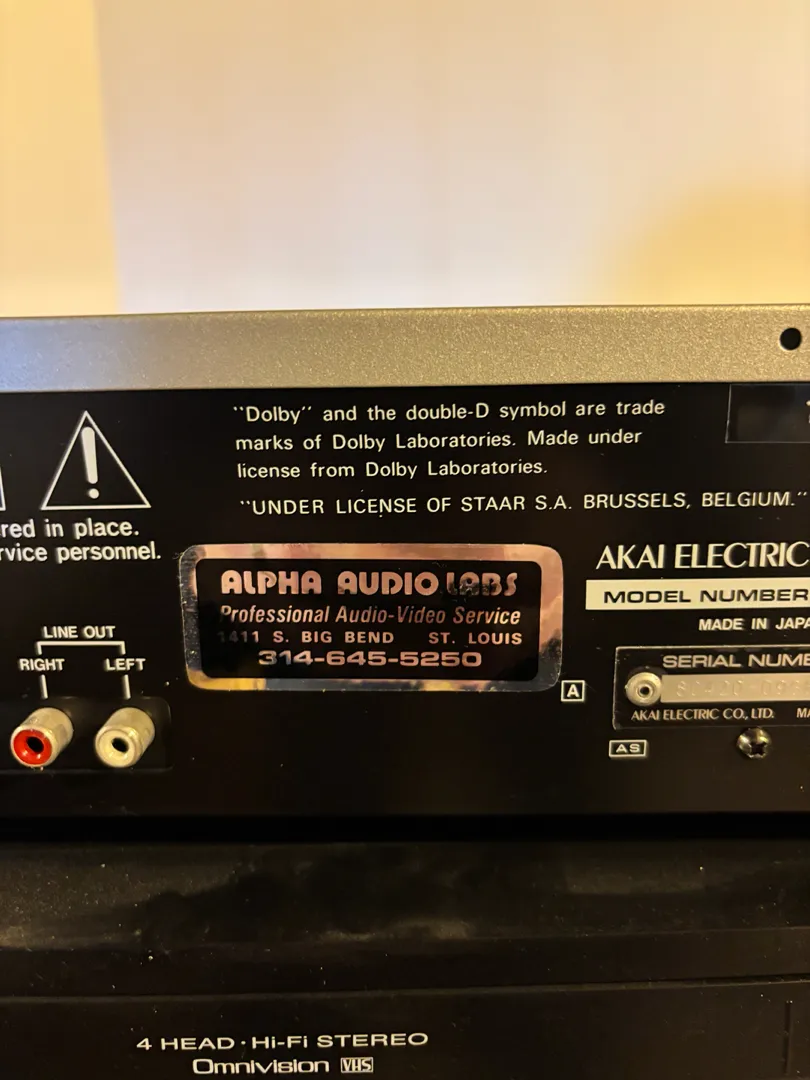 "Dolby" and the double-D symbol are trade
marks of Dolby Laboratories. Made under
license from Dolby Laboratories.
"UNDER LICENSE OF STAAR S.A. BRUSSELS, BELGIUM."
red in place.
rvice personnel.
ALPHA AUDIO LABS
Professional Audio-Video Service
1411 S. BIG BEND ST. LOUIS
314-645-5250
A
AKAI ELECTRIC
MODEL NUMBER
MADE IN JAPA
SERIAL NUMBE
AKAI ELECTRIC CO., LTD. MA
AS
LINE OUT
RIGHT LEFT
4 HEAD · Hi-Fi STEREO
Omnivision VHS